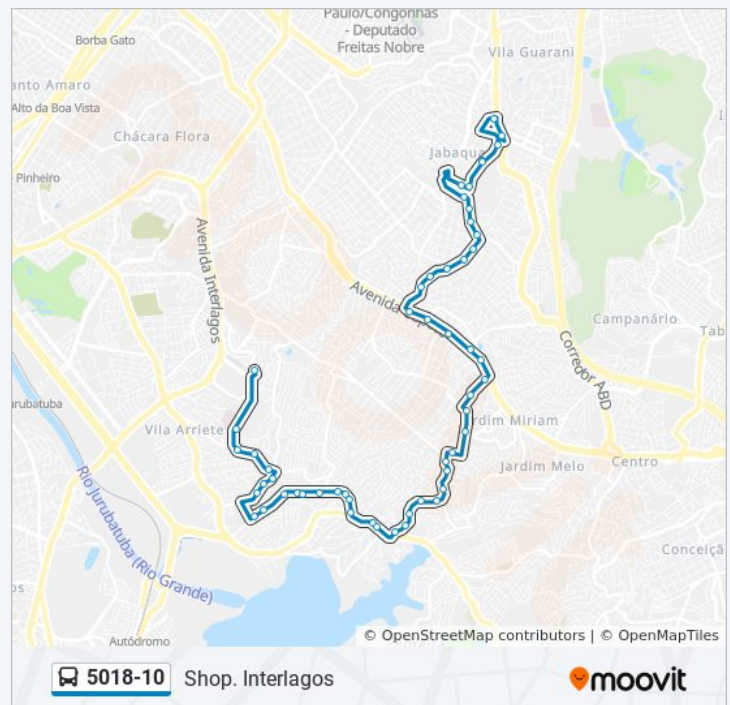 Paulo/Congonhas
- Deputado
Freitas Nobre
Borba Gato
Vila Guarani
anto Amaro
Alto da Boa Vista
Chácara Flora
Jabaqua
Pinheiro
Avenida Interlagos
Avenida
Campanário
Tab
Corredor ABD
urubatuba
Vila Arriete
rdim Miriam
Centro
Jardim Melo
Rio Jurubatuba (Rio Grande)
Conceiçã
os
Autódromo
© OpenStreetMap contributors | © OpenMapTiles
5018-10 Shop. Interlagos
moovit